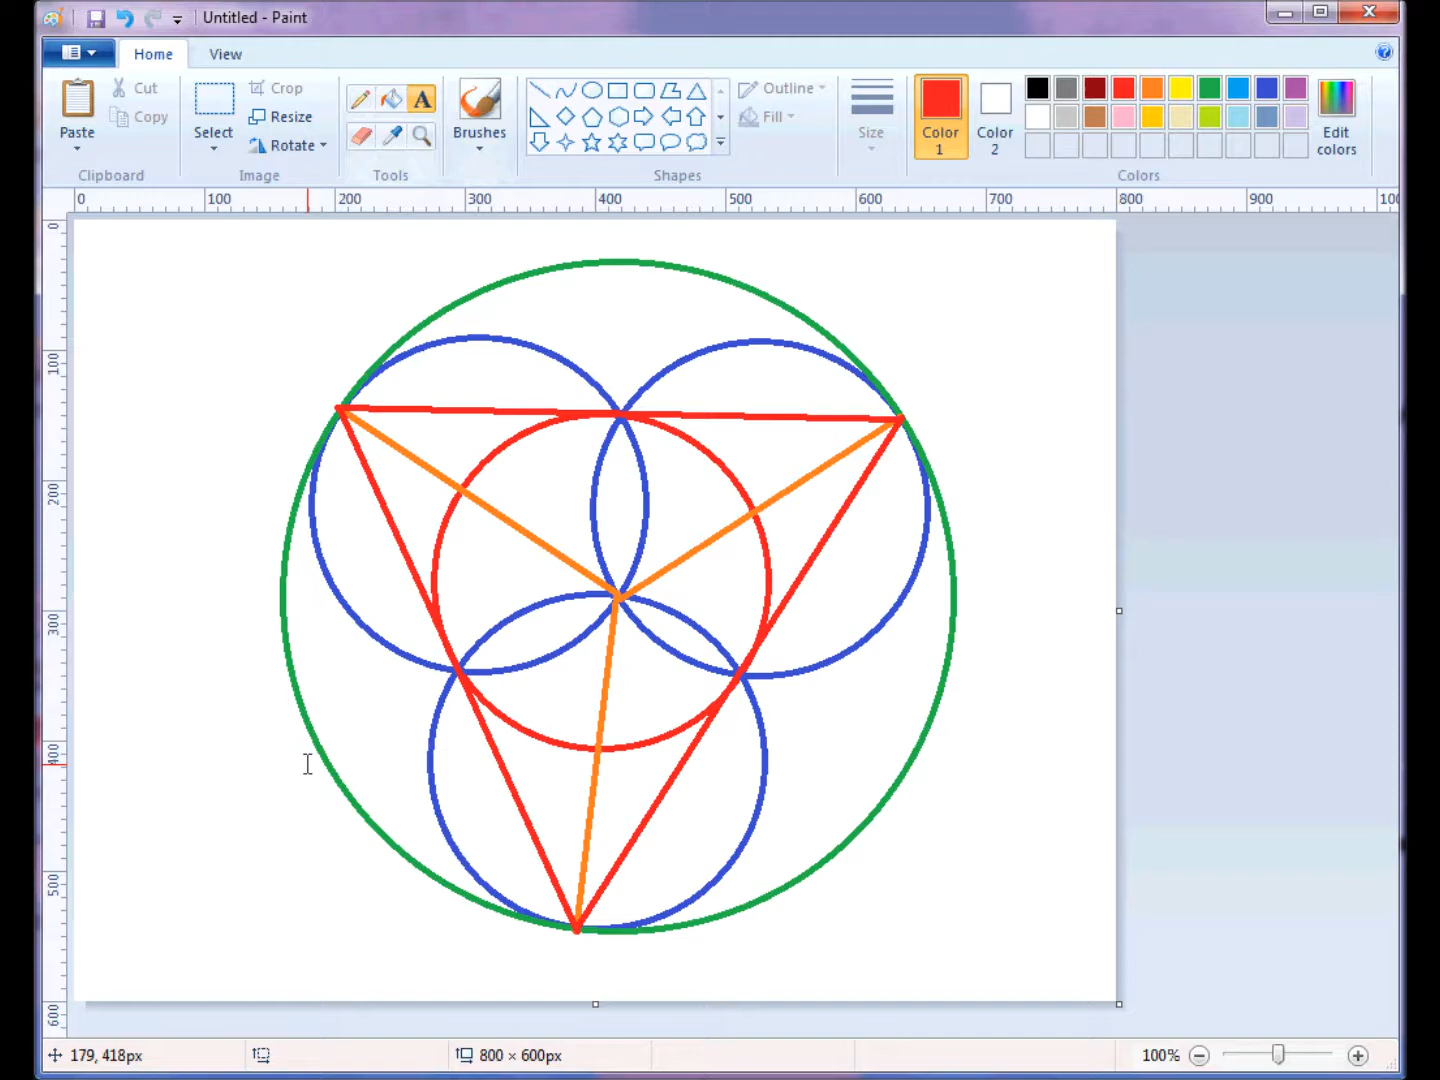 Untitled - Paint
Home View
Paste
Cut
Copy
Clipboard
Select
Crop
Resize
Rotate
Image
A
Tools
Brushes
Outline
Fill
Shapes
Size
Color 1
Color 2
Edit colors
Colors
0 100 200 300 400 500 600 700 800 900 100
0
100
200
300
400
500
600
179, 418px
800 × 600px
100%